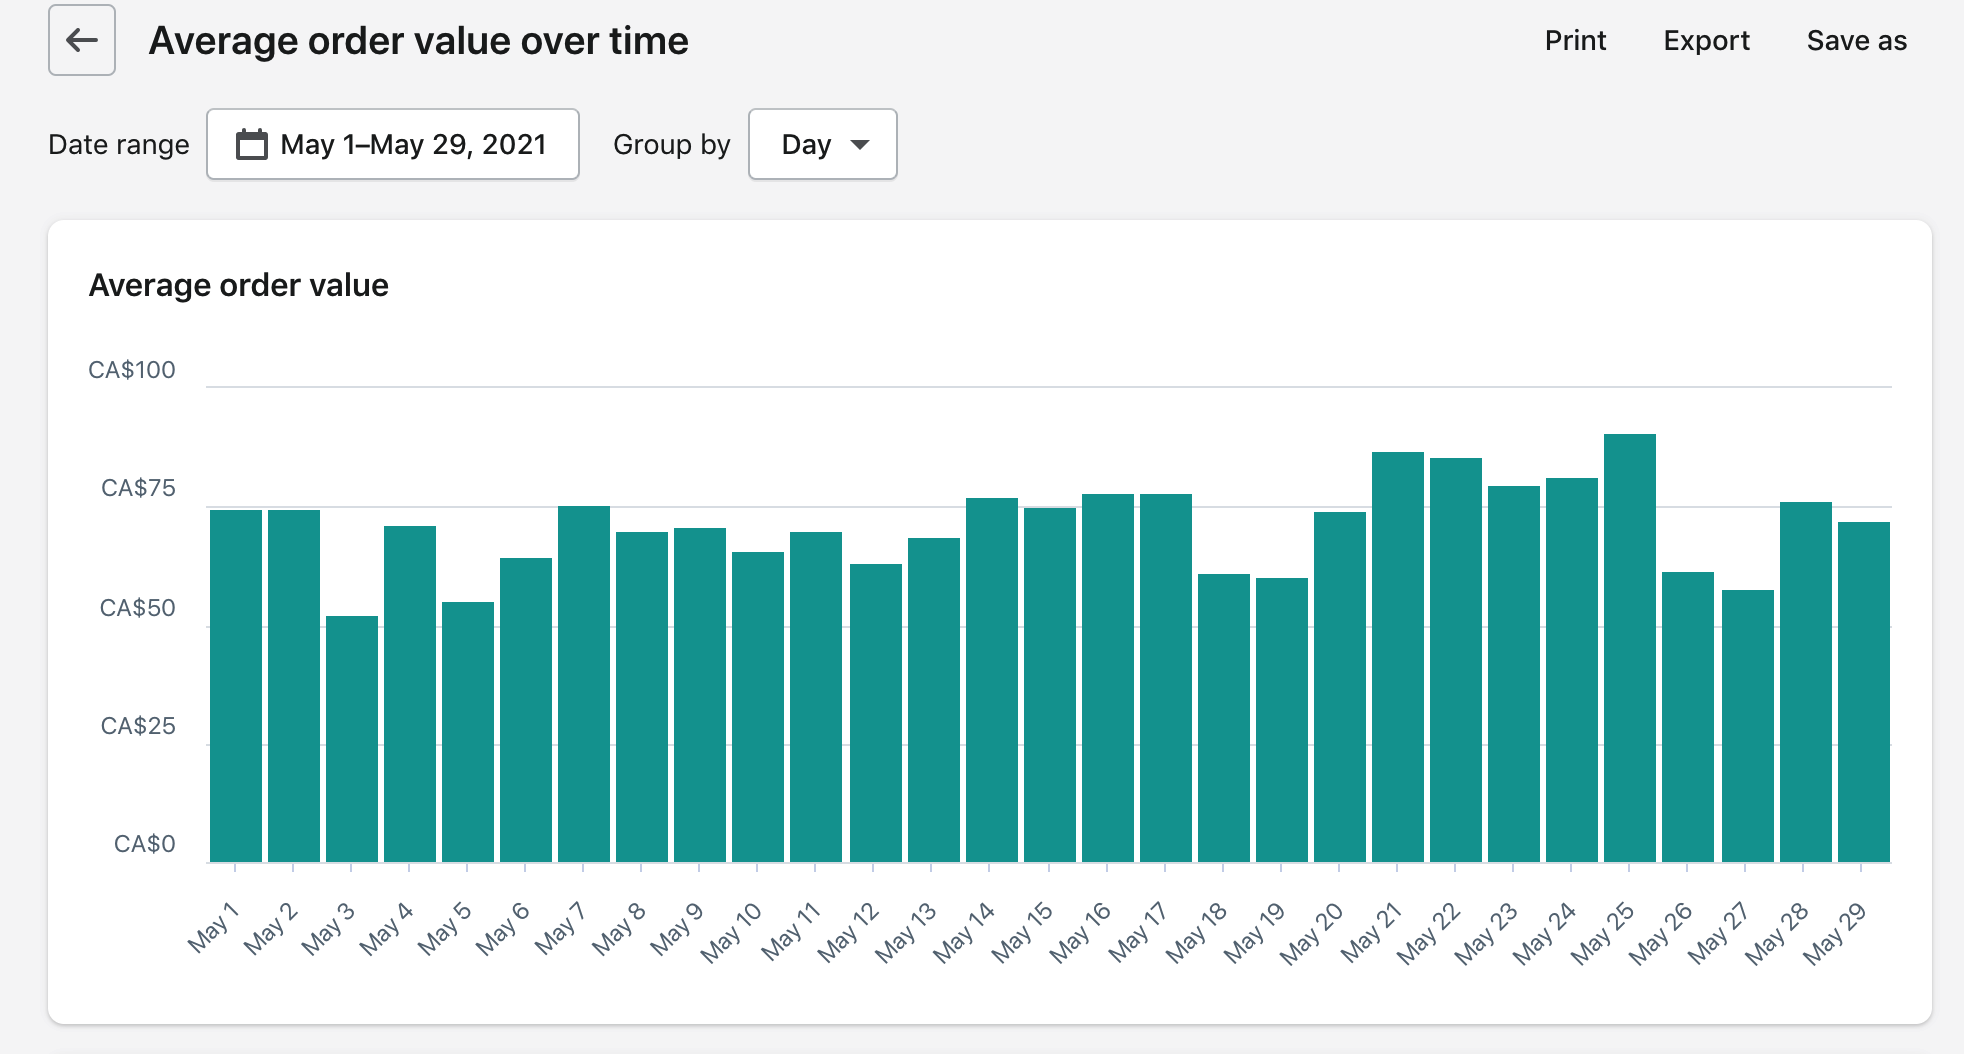 Average order value over time
Print Export Save as
Date range May 1–May 29, 2021 Group by Day
Average order value
CA$100
CA$75
CA$50
CA$25
CA$0
May 1 May 2 May 3 May 4 May 5 May 6 May 7 May 8 May 9 May 10 May 11 May 12 May 13 May 14 May 15 May 16 May 17 May 18 May 19 May 20 May 21 May 22 May 23 May 24 May 25 May 26 May 27 May 28 May 29